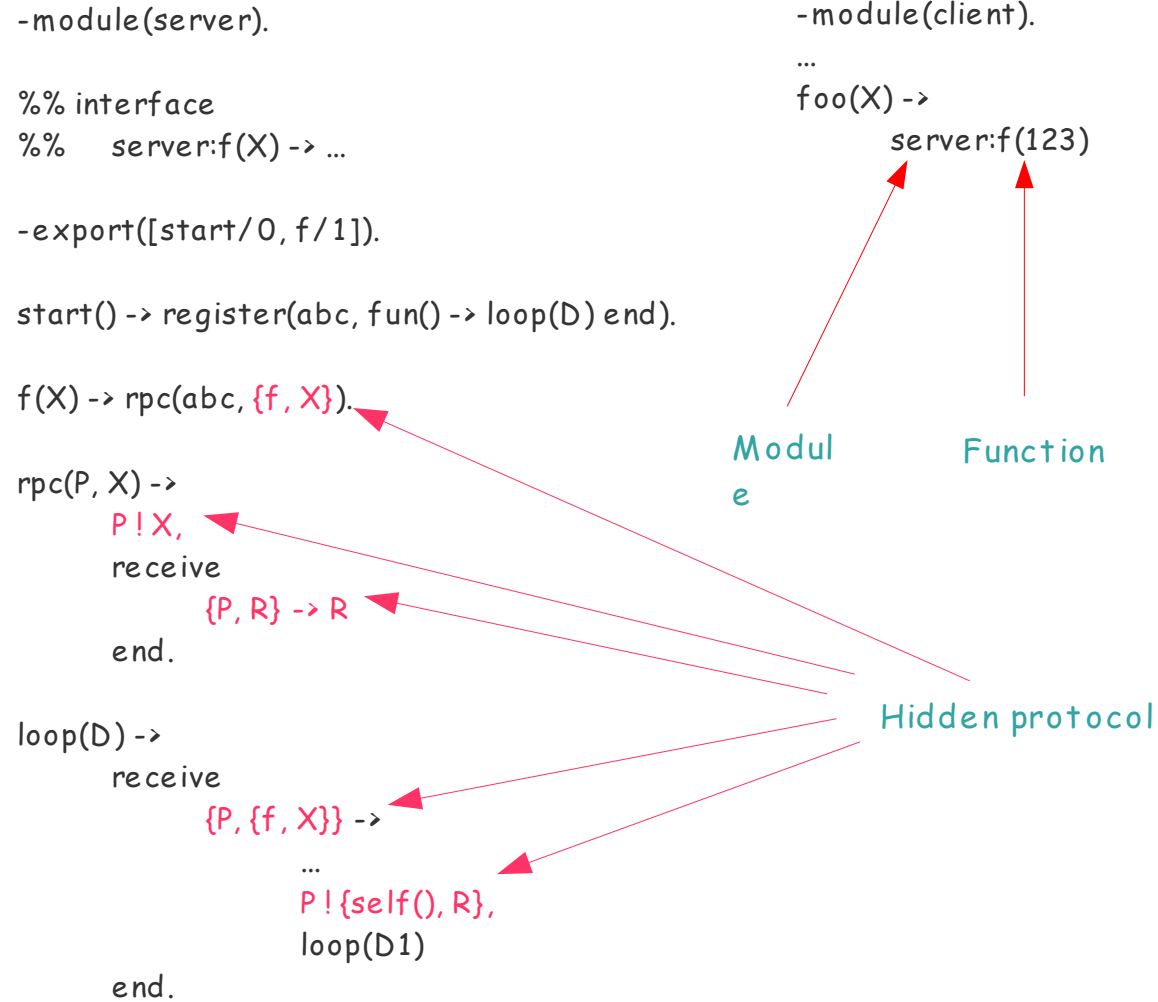 -module(server).
%% interface
%% server:f(X) -> ...
-export([start/0, f/1]).
start() -> register(abc, fun() -> loop(D) end).
f(X) -> rpc(abc, {f, X}).
rpc(P, X) ->
P ! X,
receive
{P, R} -> R
end.
loop(D) ->
receive
{P, {f, X}} ->
...
P ! {self(), R},
loop(D1)
end.
-module(client).
...
foo(X) ->
server:f(123)
Modul
e
Function
Hidden protocol